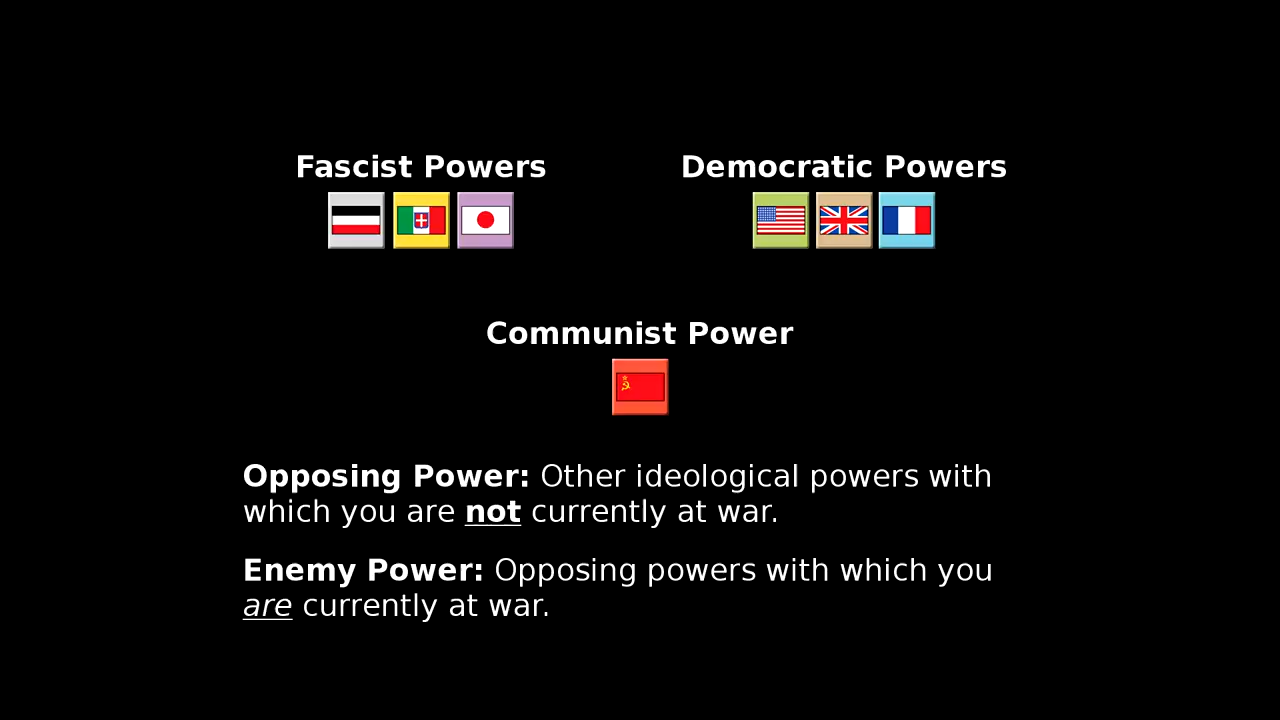 Fascist Powers
Democratic Powers
Communist Power
Opposing Power: Other ideological powers with
which you are not currently at war.
Enemy Power: Opposing powers with which you
are currently at war.